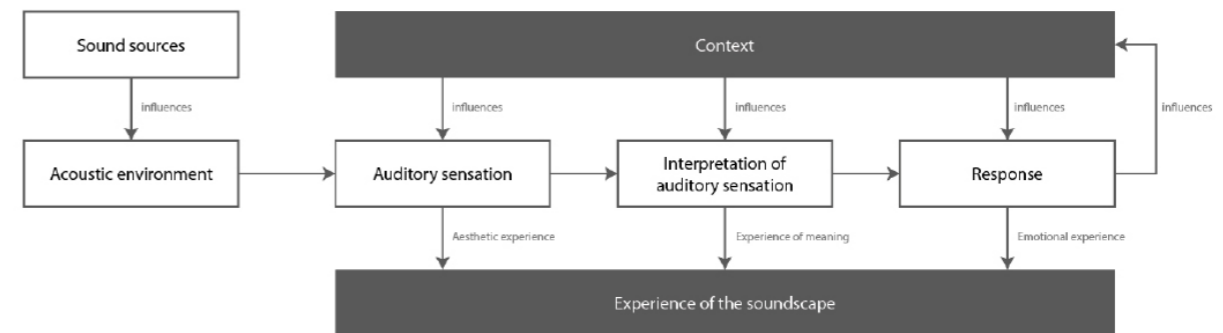 Sound sources
Context
influences
influences
influences
influences
influences
Acoustic environment
Auditory sensation
Interpretation of
auditory sensation
Response
Aesthetic experience
Experience of meaning
Emotional experience
Experience of the soundscape